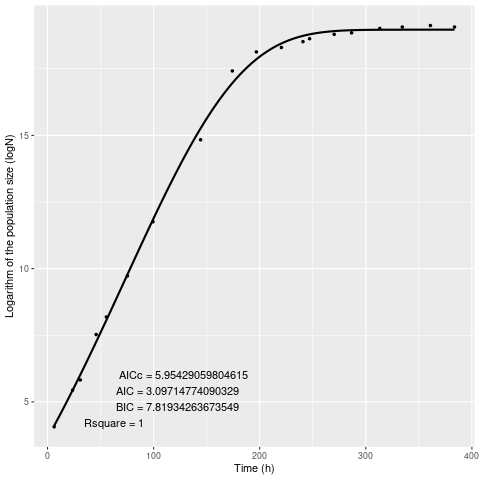 15
10
5
AICc = 5.95429059804615
AIC = 3.09714774090329
BIC = 7.81934263673549
Rsquare = 1
0
100
200
300
400
Time (h)
Logarithm of the population size (logN)